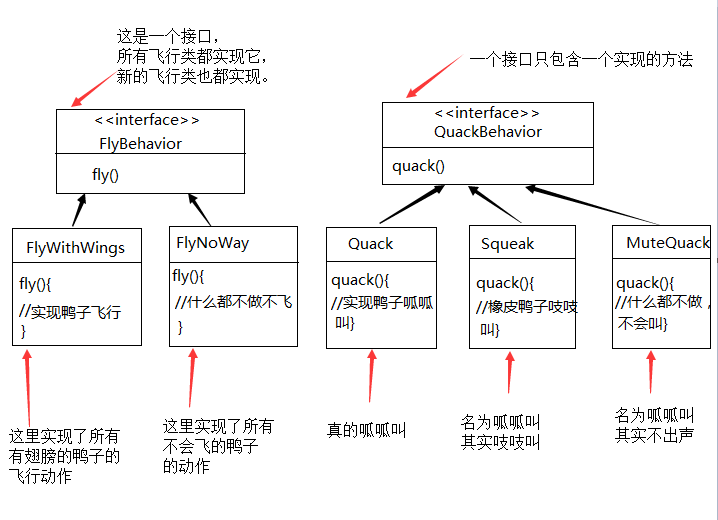 这是一个接口，
所有飞行类都实现它，
新的飞行类也都实现。
一个接口只包含一个实现的方法
<<interface>>
FlyBehavior
fly()
<<interface>>
QuackBehavior
quack()
FlyWithWings
fly(){
//实现鸭子飞行
}
FlyNoWay
fly(){
//什么都不做不飞
}
Quack
quack(){
//实现鸭子呱呱
叫}
Squeak
quack(){
//橡皮鸭子吱吱
叫}
MuteQuack
quack(){
//什么都不做，
不会叫}
这里实现了所有
有翅膀的鸭子的
飞行动作
这里实现了所有
不会飞的鸭子
的动作
真的呱呱叫
名为呱呱叫
其实吱吱叫
名为呱呱叫
其实不出声